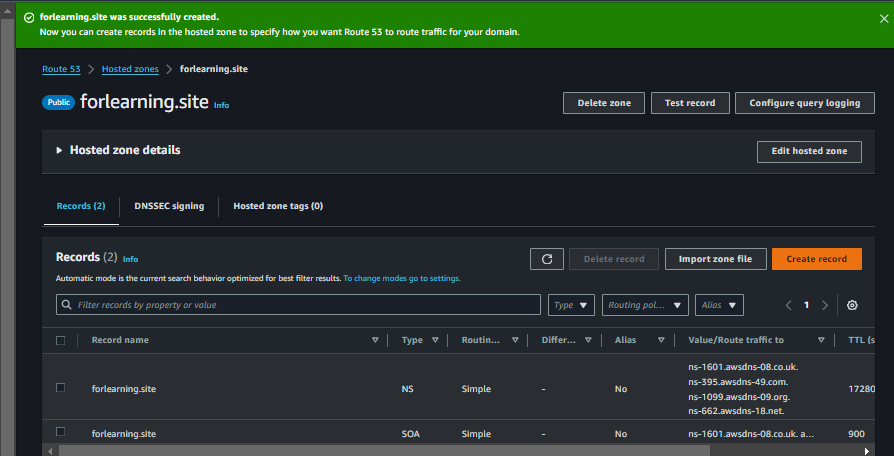 forlearning.site was successfully created.
Now you can create records in the hosted zone to specify how you want Route 53 to route traffic for your domain.
Route 53 > Hosted zones > forlearning.site
Public forlearning.site Info
Delete zone Test record Configure query logging
Hosted zone details Edit hosted zone
Records (2) DNSSEC signing Hosted zone tags (0)
Records (2) Info Delete record Import zone file Create record
Automatic mode is the current search behavior optimized for best filter results. To change modes go to settings.
Filter records by property or value Type Routing pol... Alias 1
Record name Type Routin... Differ... Alias Value/Route traffic to TTL (s
forlearning.site NS Simple - No ns-1601.awsdns-08.co.uk.
ns-395.awsdns-49.com.
ns-1099.awsdns-09.org.
ns-662.awsdns-18.net.
17280
forlearning.site SOA Simple - No ns-1601.awsdns-08.co.uk. a... 900